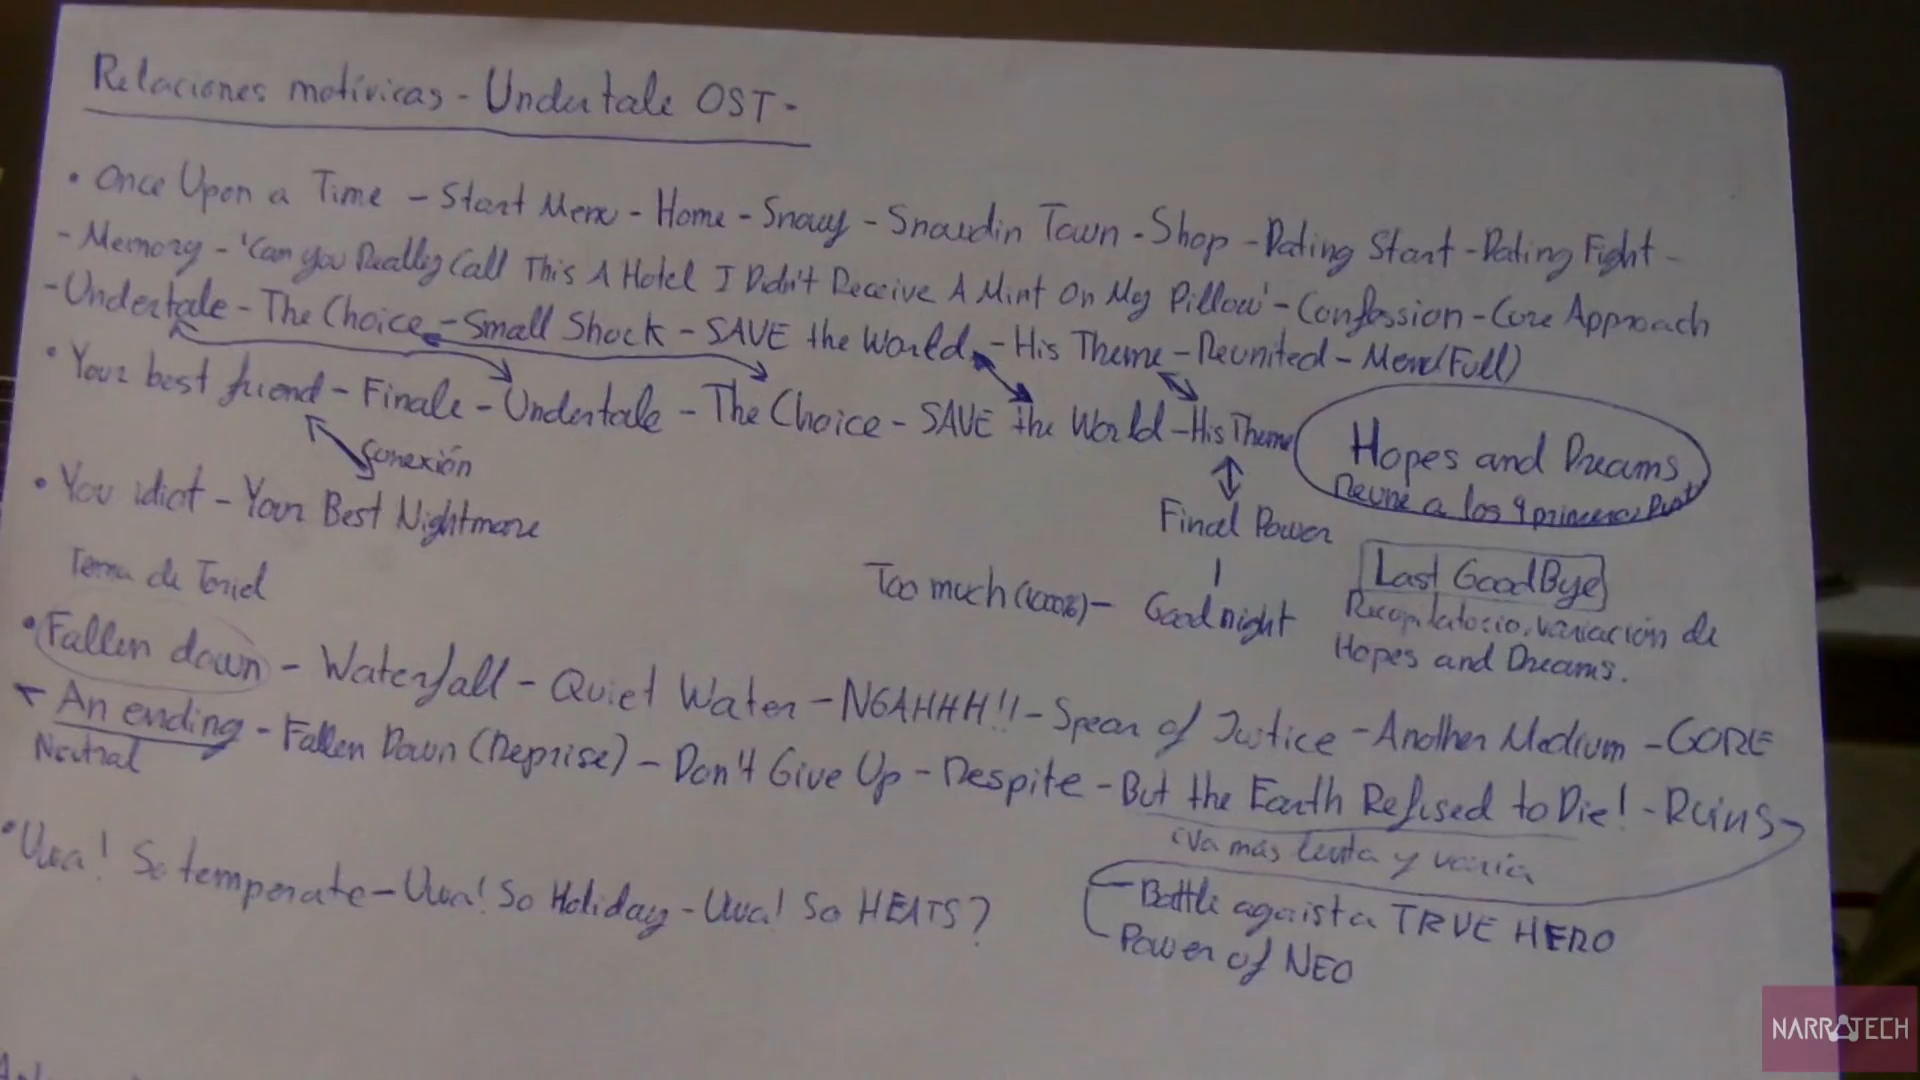 Relaciones motívicas - Undertale OST -
• Once Upon a Time - Start Menu - Home - Snowy - Snowdin Town - Shop - Dating Start - Dating Fight -
- Memory - 'Can you Really Call This A Hotel I Didn't Receive A Mint On My Pillow' - Confession - Core Approach
- Undertale - The Choice - Small Shock - SAVE the World - His Theme - Reunited - Menu (Full)
• Your best friend - Finale - Undertale - The Choice - SAVE the World - His Theme
Hopes and Dreams
Reune a los 4 primeros
Conexión
• You idiot - Your Best Nightmare
Final Power
Too much - Good night
Last GoodBye
Recopilatorio, variación de
Hopes and Dreams.
Tema de Toriel
• Fallen down - Waterfall - Quiet Water - NGAHHH!! - Spear of Justice - Another Medium - CORE
- An ending - Fallen Down (Reprise) - Don't Give Up - Despite - But the Earth Refused to Die! - Ruins
Neutral
(Va más lenta y varía
- Battle agaist a TRUE HERO
- Power of NEO
• Uwa! So temperate - Uwa! So Holiday - Uwa! So HEATS?
NARRATECH